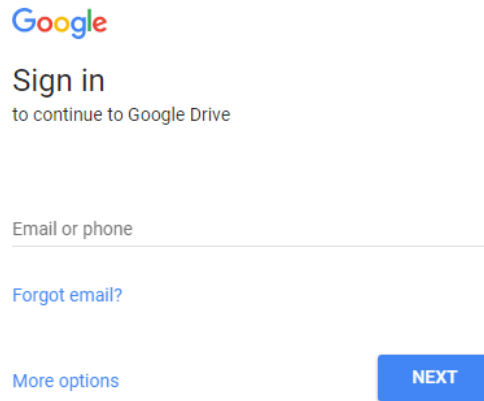 Google
Sign in
to continue to Google Drive
Email or phone
Forgot email?
More options
NEXT